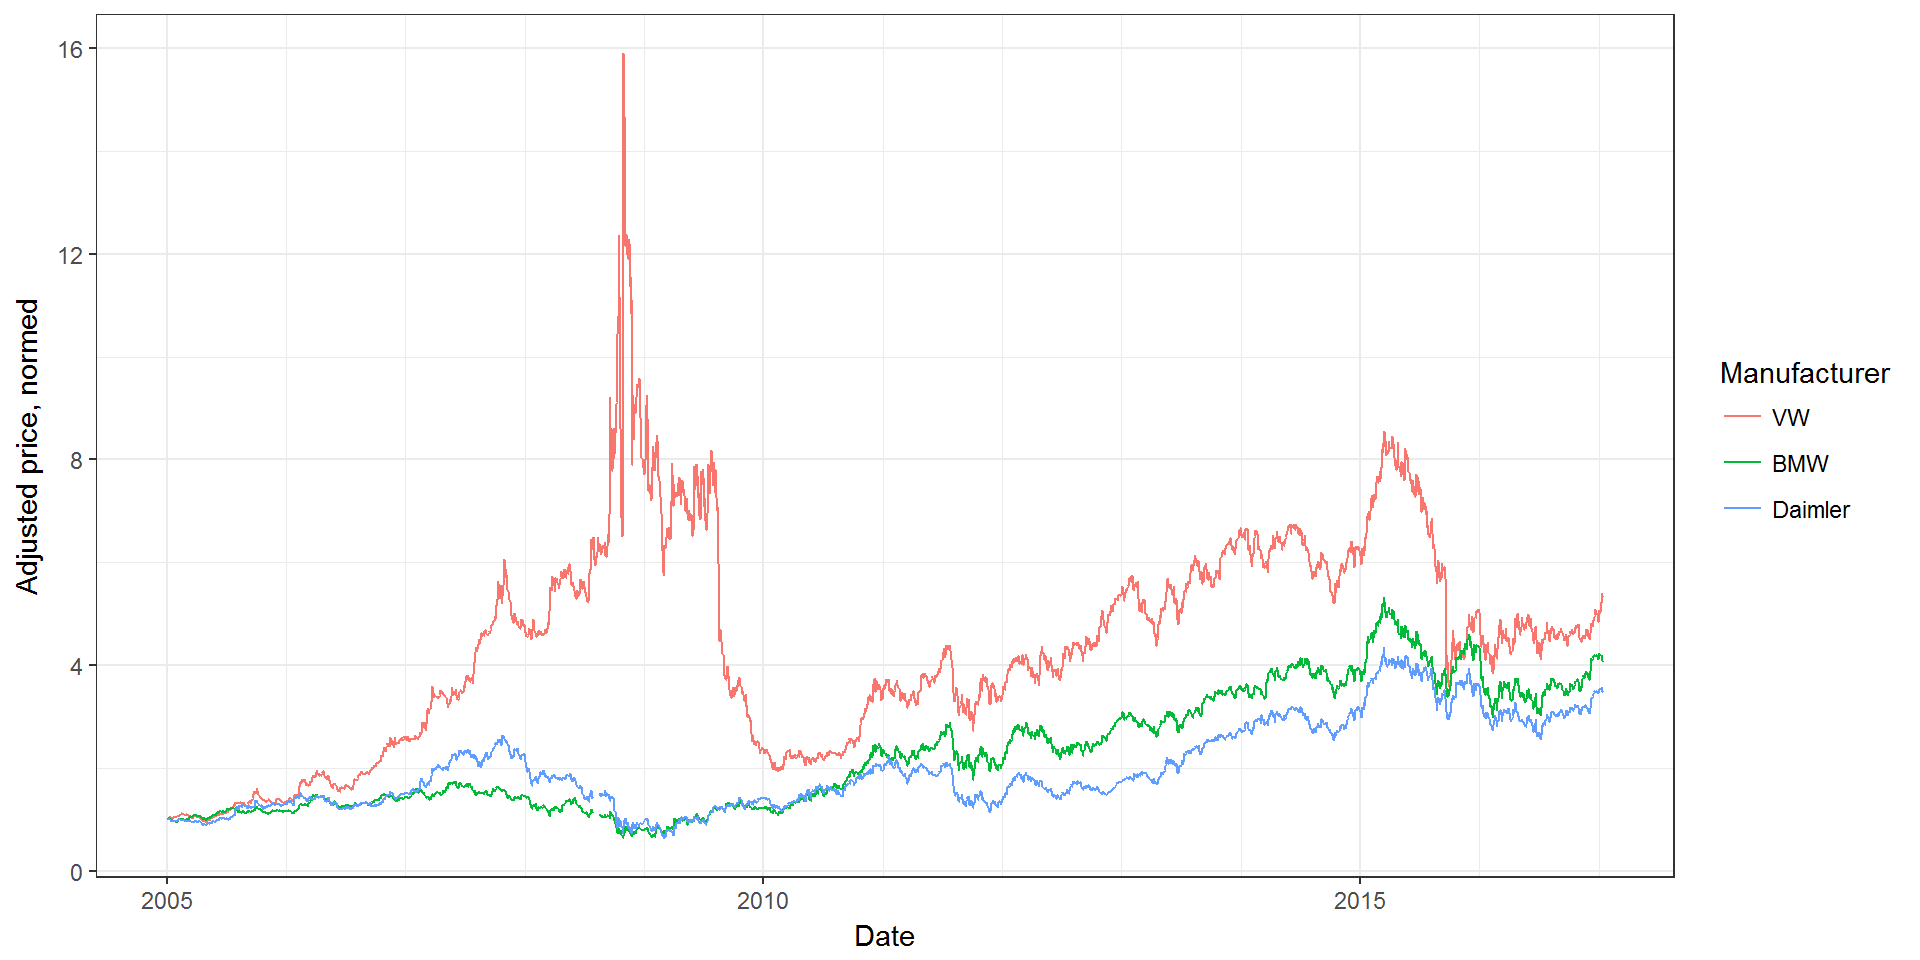 Adjusted price, normed
16
12
8
4
0
2005
2010
2015
Date
Manufacturer
VW
BMW
Daimler